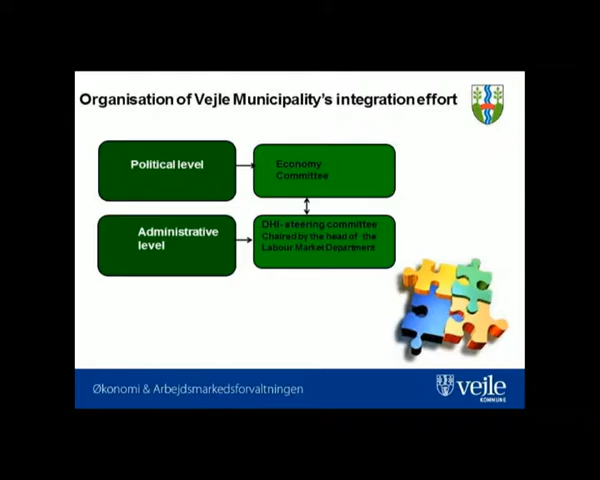 Organisation of Vejle Municipality's integration effort
Political level
Economy
Committee
Administrative
level
DHI- steering committee
Chaired by the head of the
Labour Market Department
Økonomi & Arbejdsmarkedsforvaltningen
vejle
KOMMUNE